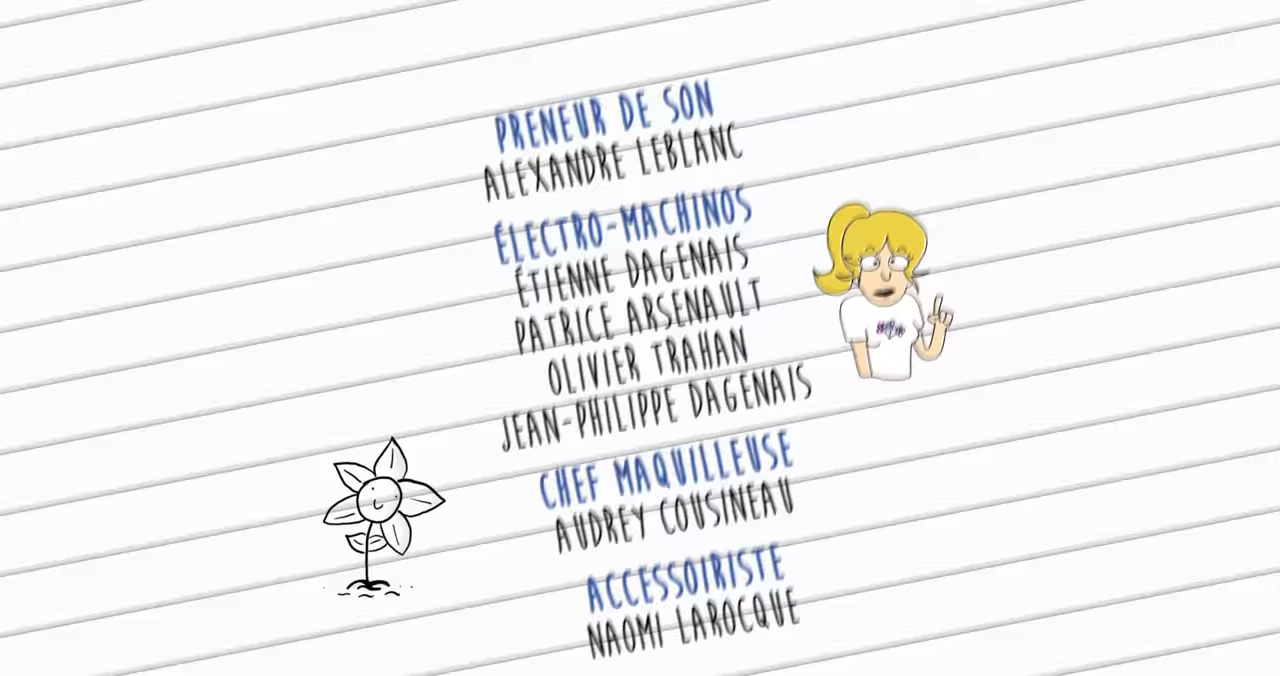 PRENEUR DE SON
ALEXANDRE LEBLANC
ÉLECTRO-MACHINOS
ÉTIENNE DAGENAIS
PATRICE ARSENAULT
OLIVIER TRAHAN
JEAN-PHILIPPE DAGENAIS
CHEF MAQUILLEUSE
AUDREY COUSINEAU
ACCESSOIRISTE
NAOMI LAROCQUE